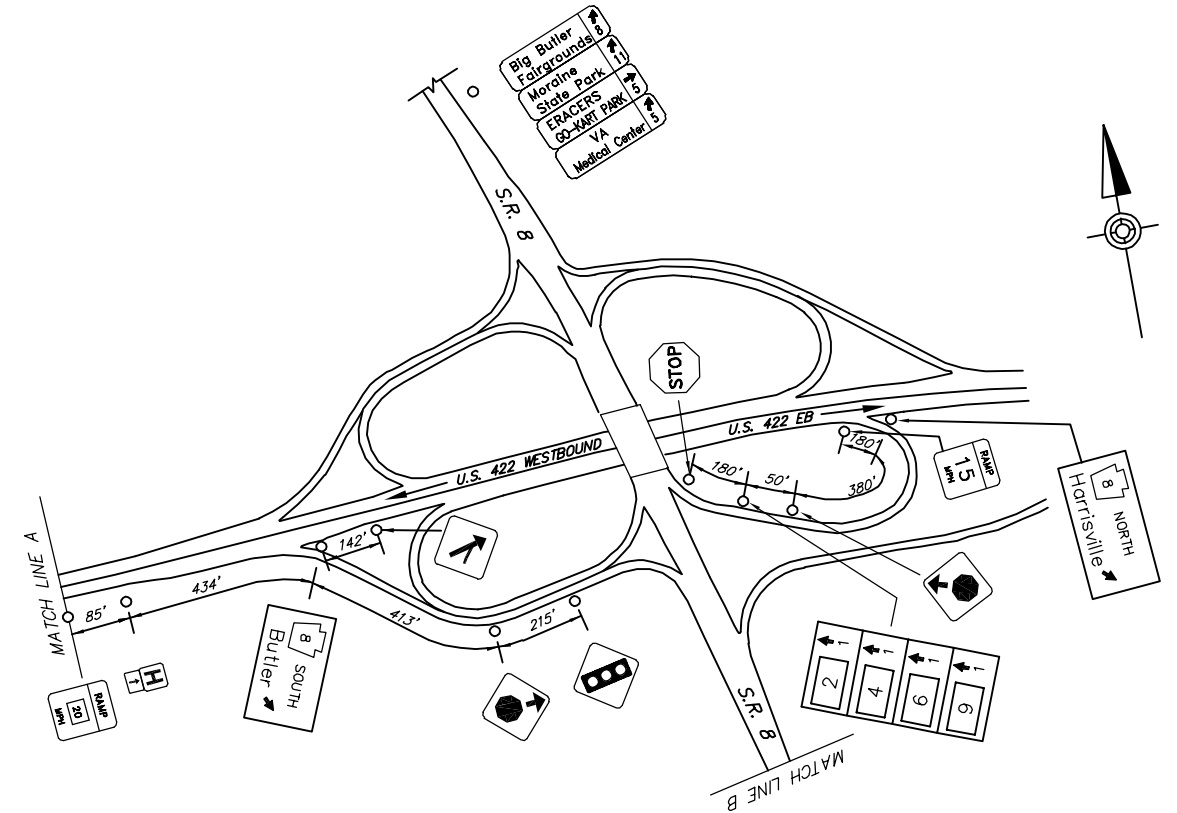 Big Butler
Fairgrounds
8
Moraine
State Park
11
ERACERS
GO-KART PARK
5
VA
Medical Center
5
S.R. 8
STOP
U.S. 422 EB
U.S. 422 WESTBOUND
180'
180'
50'
380'
RAMP
15
MPH
8
NORTH
Harrisville
MATCH LINE A
142'
85'
434'
413'
215'
H
RAMP
20
MPH
8
SOUTH
Butler
1
1
1
1
2
4
6
9
S.R. 8
MATCH LINE B